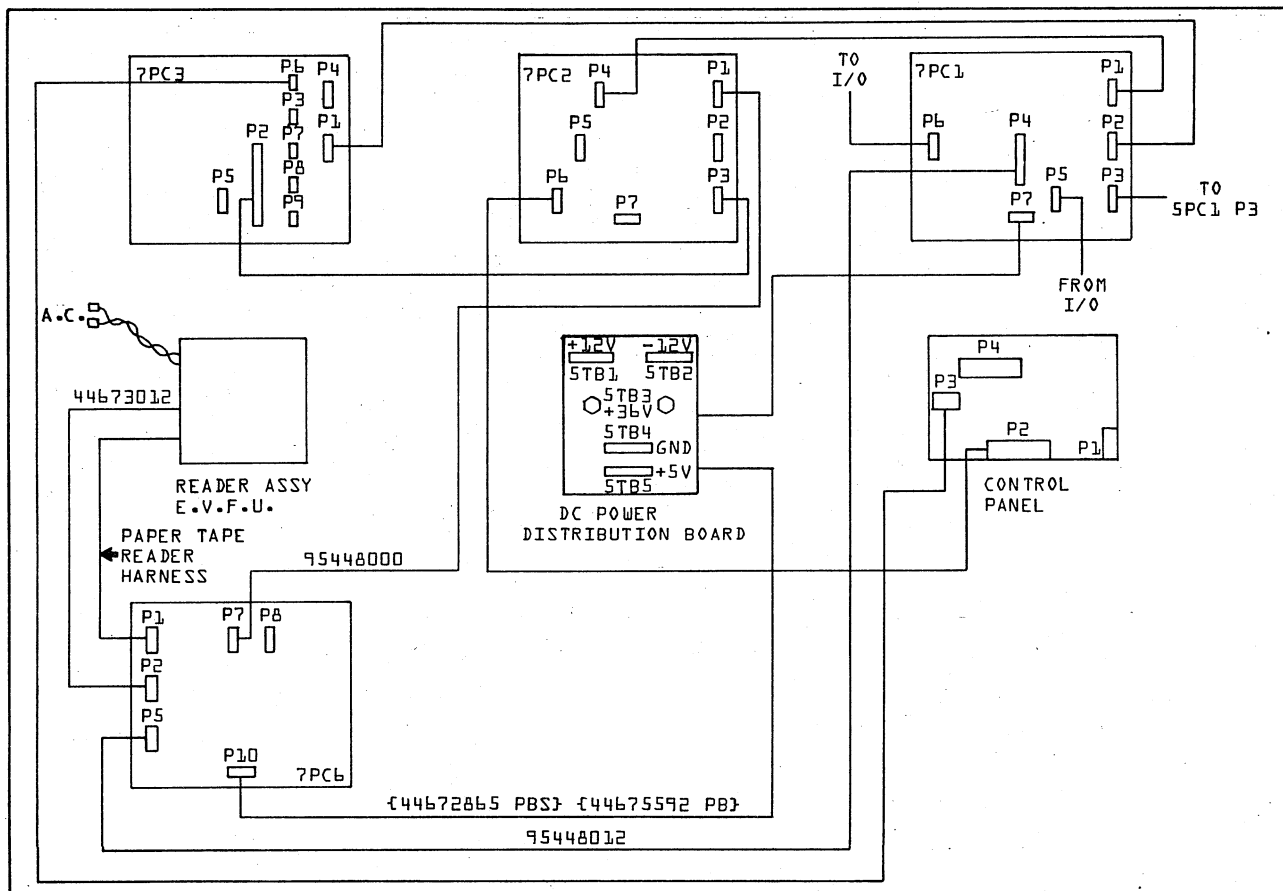 7PC3
P6
P4
P3
P1
P2
P7
P8
P5
P9
7PC2
P4
P1
P5
P2
P6
P3
P7
TO
I/O
7PC1
P1
P6
P4
P2
P5
P3
P7
TO
5PC1 P3
FROM
I/O
A.C.
44673012
READER ASSY
E.V.F.U.
PAPER TAPE
READER
HARNESS
95448000
+12V -12V
5TB1 5TB2
5TB3
+36V
5TB4
GND
+5V
5TB5
DC POWER
DISTRIBUTION BOARD
P4
P3
P2
P1
CONTROL
PANEL
P1
P7
P8
P2
P5
P10
7PC6
{44672865 PBS} {44675592 PB}
95448012